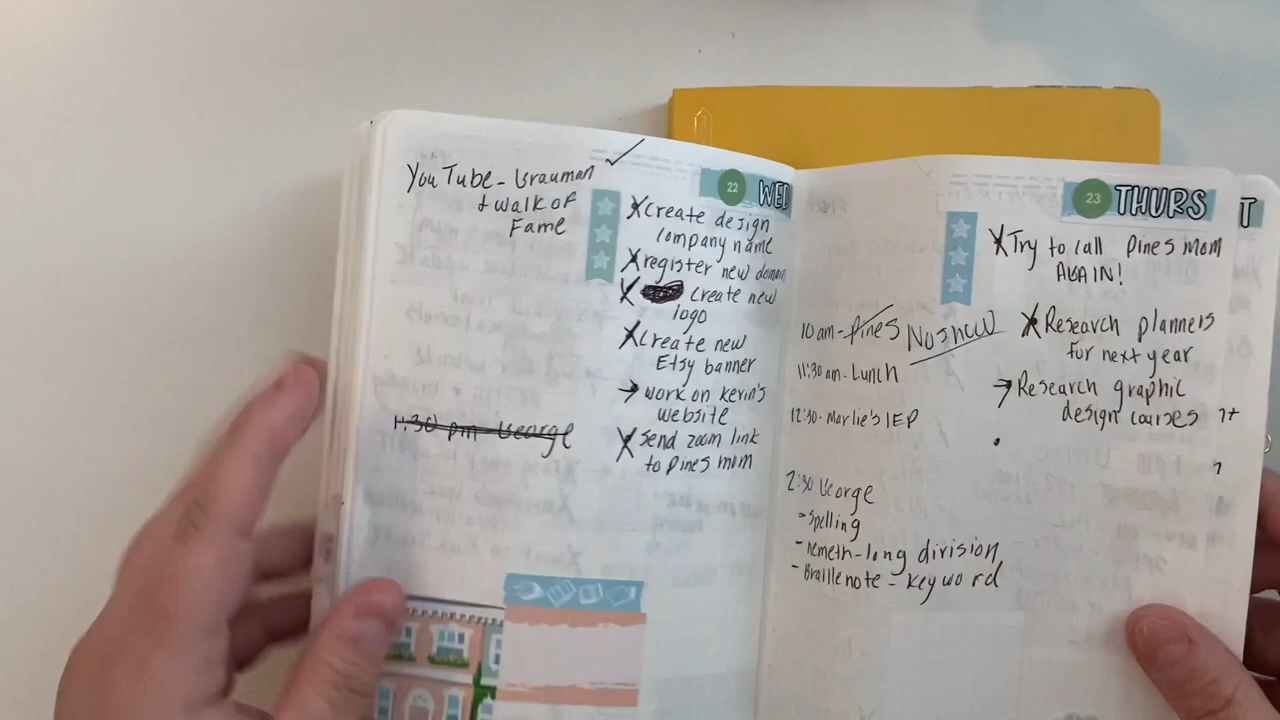 YouTube - Grauman
+ walk of
Fame
22 WED
Create design
company name
register new domain
Create new
logo
Create new
Etsy banner
→ work on Kevin's
website
Send zoom link
to Pines mom
1:30 pm - George
23 THURS
Try to call Pines mom
AGAIN!
10am - Pines No show
11:30 am - Lunch
12:30 - Marlie's IEP
2:30 George
- Spelling
- Nemeth - long division
- Braillenote - keyword
Research planners
for next year
→ Research graphic
design courses
T